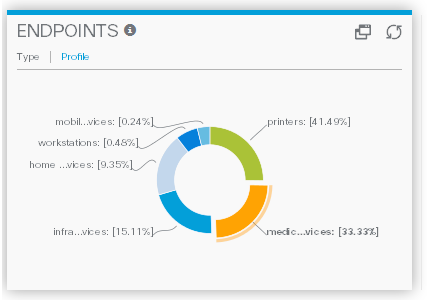 ENDPOINTS
Type | Profile
mobil...vices: [0.24%]
printers: [41.49%]
workstations: [0.48%]
home ...vices: [9.35%]
infra...vices: [15.11%]
medic...vices: [33.33%]